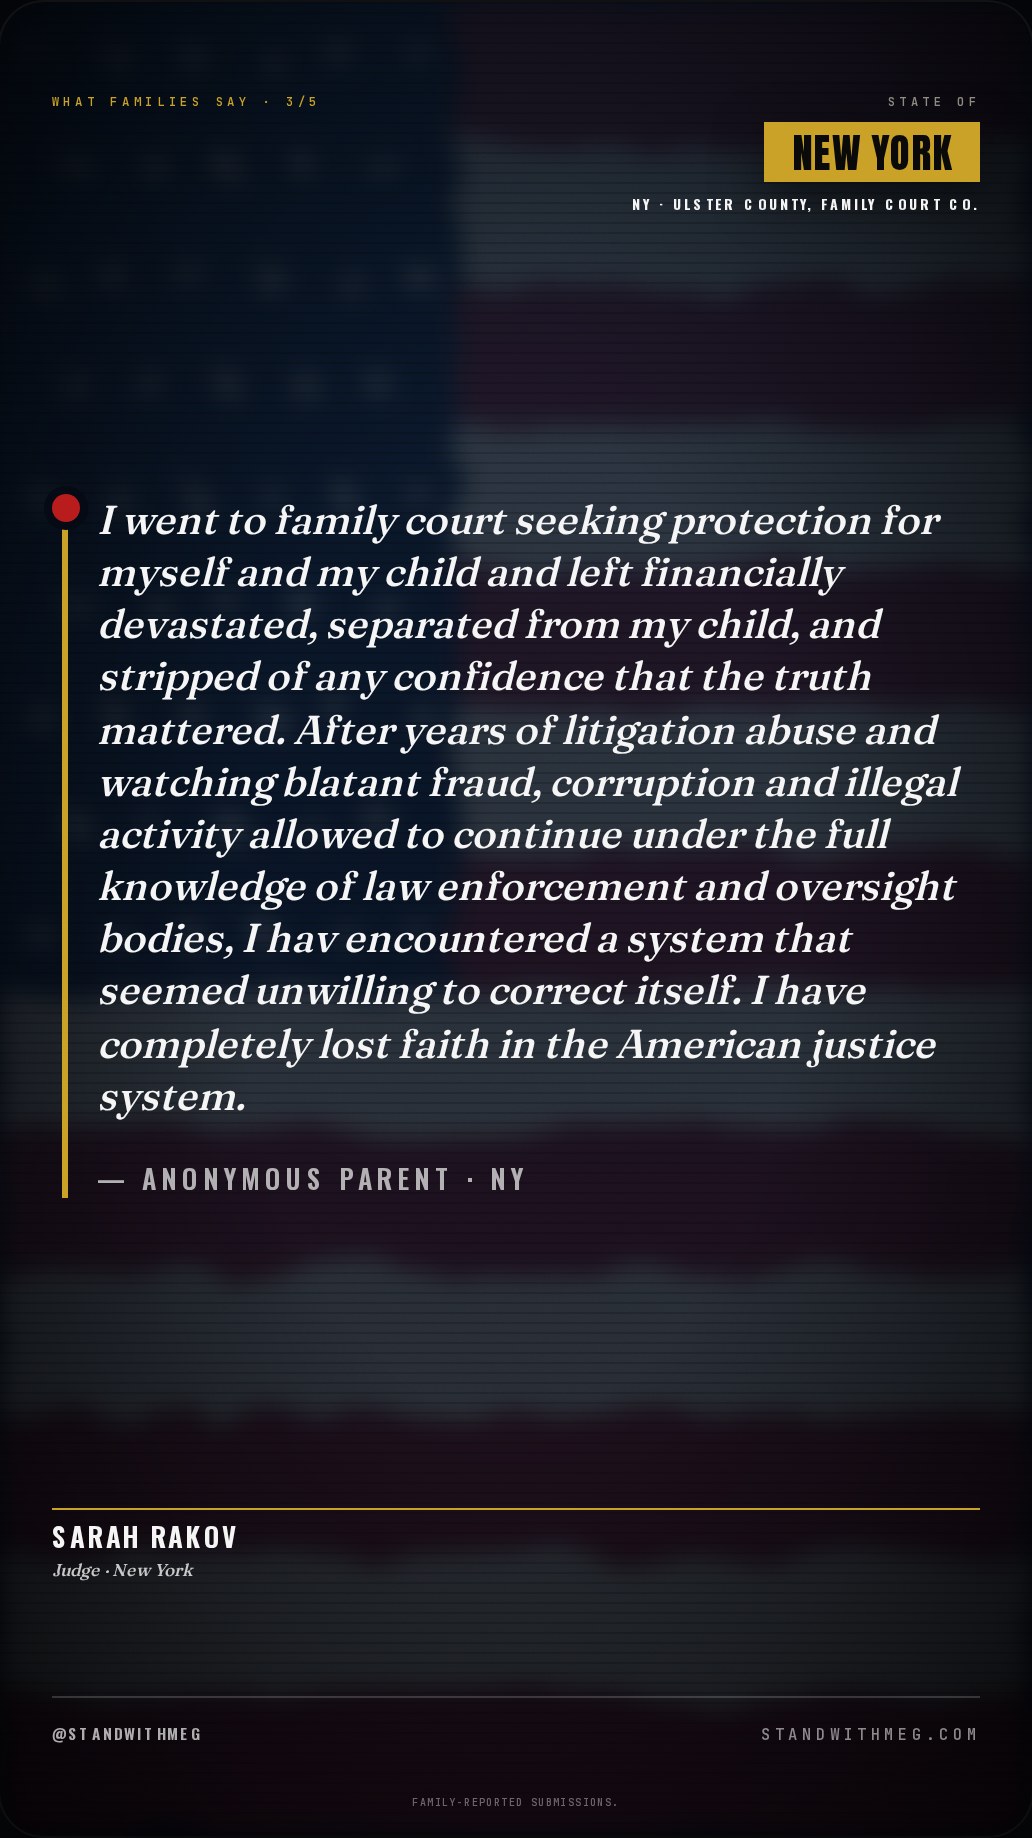 WHAT FAMILIES SAY · 3/5
STATE OF
NEW YORK
NY · ULSTER COUNTY, FAMILY COURT CO.
I went to family court seeking protection for
myself and my child and left financially
devastated, separated from my child, and
stripped of any confidence that the truth
mattered. After years of litigation abuse and
watching blatant fraud, corruption and illegal
activity allowed to continue under the full
knowledge of law enforcement and oversight
bodies, I hav encountered a system that
seemed unwilling to correct itself. I have
completely lost faith in the American justice
system.
— ANONYMOUS PARENT · NY
SARAH RAKOV
Judge · New York
@STANDWITHMEG
STANDWITHMEG.COM
FAMILY-REPORTED SUBMISSIONS.